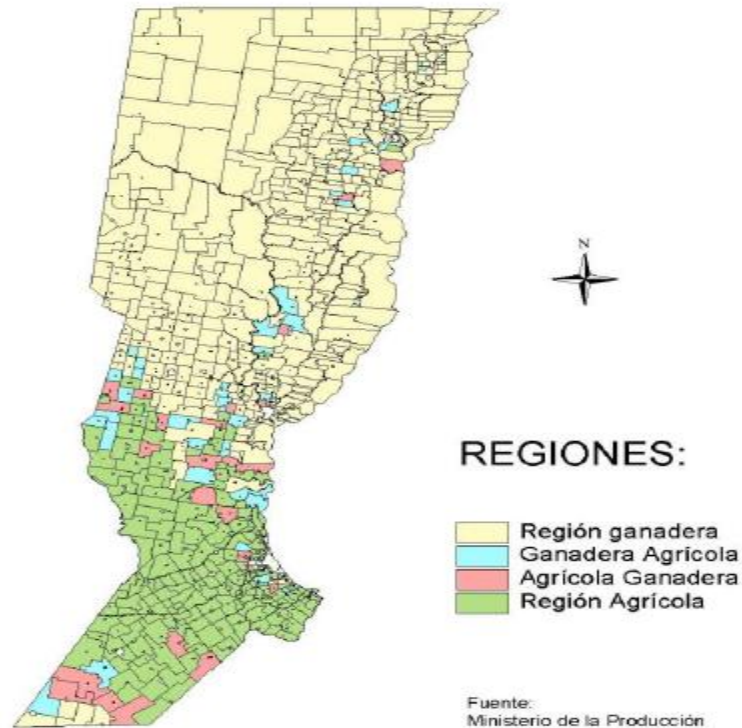 N
REGIONES:
Región ganadera
Ganadera Agrícola
Agrícola Ganadera
Región Agrícola
Fuente:
Ministerio de la Producción